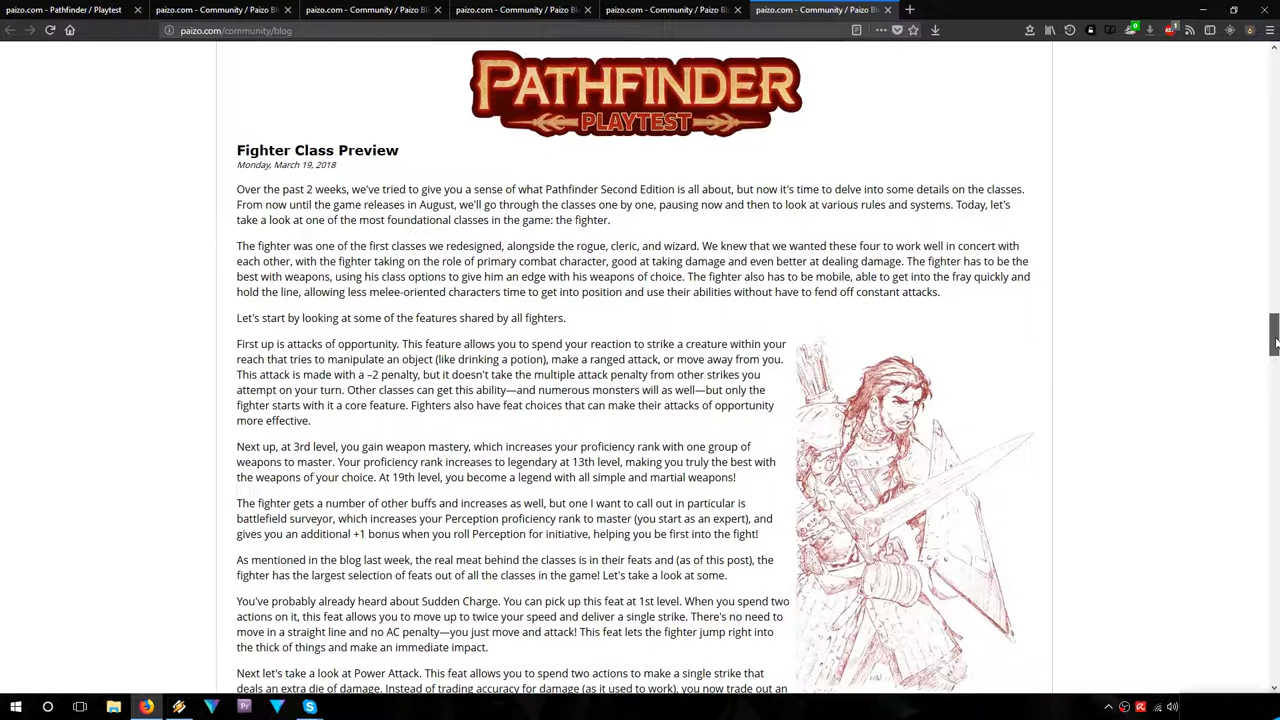 paizo.com - Pathfinder / Playtest
paizo.com - Community / Paizo Bl
paizo.com - Community / Paizo Bl
paizo.com - Community / Paizo Bl
paizo.com - Community / Paizo Bl
paizo.com - Community / Paizo Bl
paizo.com/community/blog
PATHFINDER
PLAYTEST
Fighter Class Preview
Monday, March 19, 2018
Over the past 2 weeks, we've tried to give you a sense of what Pathfinder Second Edition is all about, but now it's time to delve into some details on the classes.
From now until the game releases in August, we'll go through the classes one by one, pausing now and then to look at various rules and systems. Today, let's
take a look at one of the most foundational classes in the game: the fighter.
The fighter was one of the first classes we redesigned, alongside the rogue, cleric, and wizard. We knew that we wanted these four to work well in concert with
each other, with the fighter taking on the role of primary combat character, good at taking damage and even better at dealing damage. The fighter has to be the
best with weapons, using his class options to give him an edge with his weapons of choice. The fighter also has to be mobile, able to get into the fray quickly and
hold the line, allowing less melee-oriented characters time to get into position and use their abilities without have to fend off constant attacks.
Let's start by looking at some of the features shared by all fighters.
First up is attacks of opportunity. This feature allows you to spend your reaction to strike a creature within your
reach that tries to manipulate an object (like drinking a potion), make a ranged attack, or move away from you.
This attack is made with a –2 penalty, but it doesn't take the multiple attack penalty from other strikes you
attempt on your turn. Other classes can get this ability—and numerous monsters will as well—but only the
fighter starts with it a core feature. Fighters also have feat choices that can make their attacks of opportunity
more effective.
Next up, at 3rd level, you gain weapon mastery, which increases your proficiency rank with one group of
weapons to master. Your proficiency rank increases to legendary at 13th level, making you truly the best with
the weapons of your choice. At 19th level, you become a legend with all simple and martial weapons!
The fighter gets a number of other buffs and increases as well, but one I want to call out in particular is
battlefield surveyor, which increases your Perception proficiency rank to master (you start as an expert), and
gives you an additional +1 bonus when you roll Perception for initiative, helping you be first into the fight!
As mentioned in the blog last week, the real meat behind the classes is in their feats and (as of this post), the
fighter has the largest selection of feats out of all the classes in the game! Let's take a look at some.
You've probably already heard about Sudden Charge. You can pick up this feat at 1st level. When you spend two
actions on it, this feat allows you to move up to twice your speed and deliver a single strike. There's no need to
move in a straight line and no AC penalty—you just move and attack! This feat lets the fighter jump right into
the thick of things and make an immediate impact.
Next let's take a look at Power Attack. This feat allows you to spend two actions to make a single strike that
deals an extra die of damage. Instead of trading accuracy for damage (as it used to work), you now trade out an